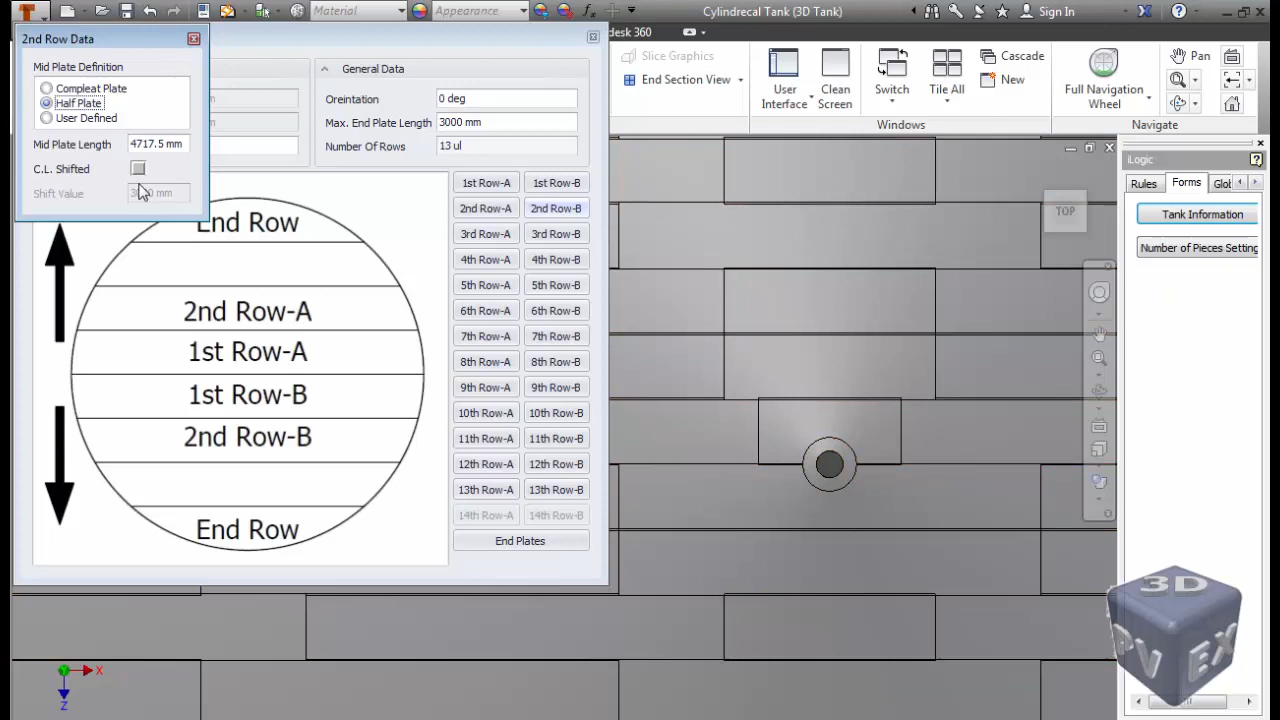 Material
Appearance
Cylindrecal Tank (3D Tank)
Sign In
desk 360
2nd Row Data
Mid Plate Definition
Compleat Plate
Half Plate
User Defined
Mid Plate Length
4717.5 mm
C.L. Shifted
Shift Value
mm
General Data
Oreintation
0 deg
Max. End Plate Length
3000 mm
Number Of Rows
13 ul
Slice Graphics
End Section View
User
Interface
Clean
Screen
Switch
Tile All
Cascade
New
Windows
Full Navigation
Wheel
Pan
Navigate
iLogic
Rules
Forms
Glol
Tank Information
Number of Pieces Setting
TOP
End Row
2nd Row-A
1st Row-A
1st Row-B
2nd Row-B
End Row
1st Row-A
1st Row-B
2nd Row-A
2nd Row-B
3rd Row-A
3rd Row-B
4th Row-A
4th Row-B
5th Row-A
5th Row-B
6th Row-A
6th Row-B
7th Row-A
7th Row-B
8th Row-A
8th Row-B
9th Row-A
9th Row-B
10th Row-A
10th Row-B
11th Row-A
11th Row-B
12th Row-A
12th Row-B
13th Row-A
13th Row-B
14th Row-A
14th Row-B
End Plates
X
Y
Z
3D
PV
EX